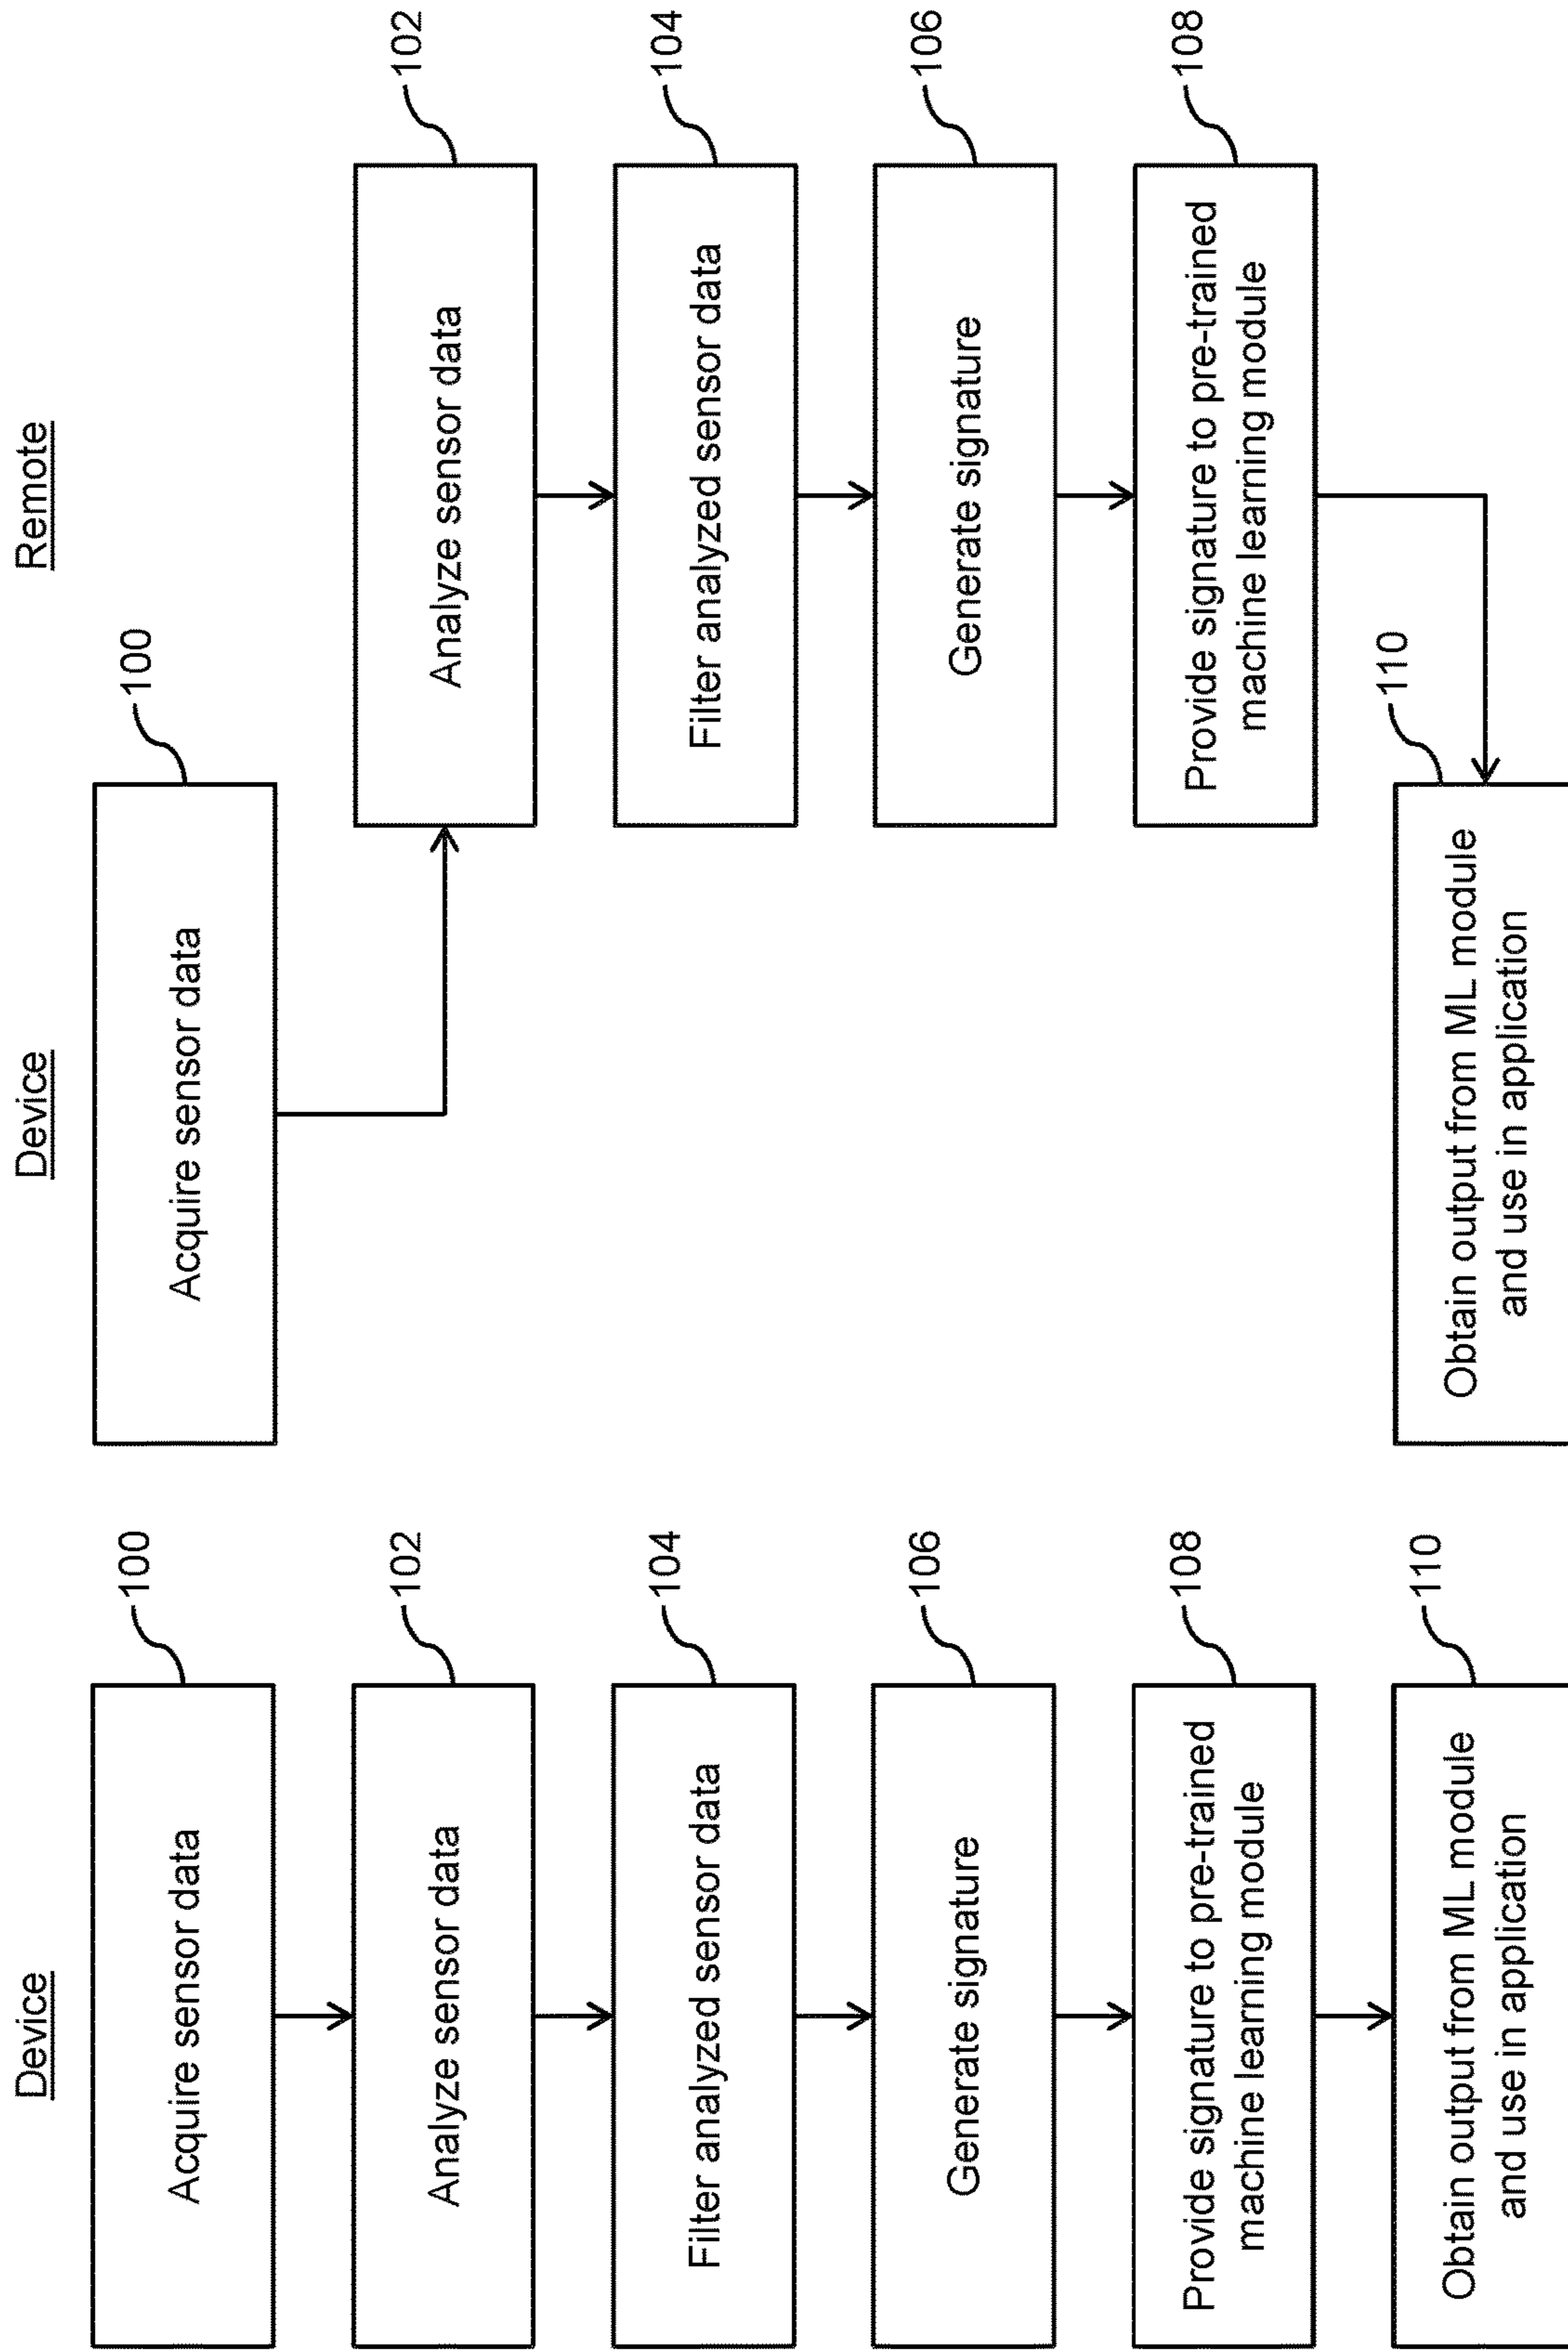 Device
Acquire sensor data
100
Analyze sensor data
102
Filter analyzed sensor data
104
Generate signature
106
Provide signature to pre-trained
machine learning module
108
Obtain output from ML module
and use in application
110
Device
Remote
Acquire sensor data
100
Analyze sensor data
102
Filter analyzed sensor data
104
Generate signature
106
Provide signature to pre-trained
machine learning module
108
Obtain output from ML module
and use in application
110